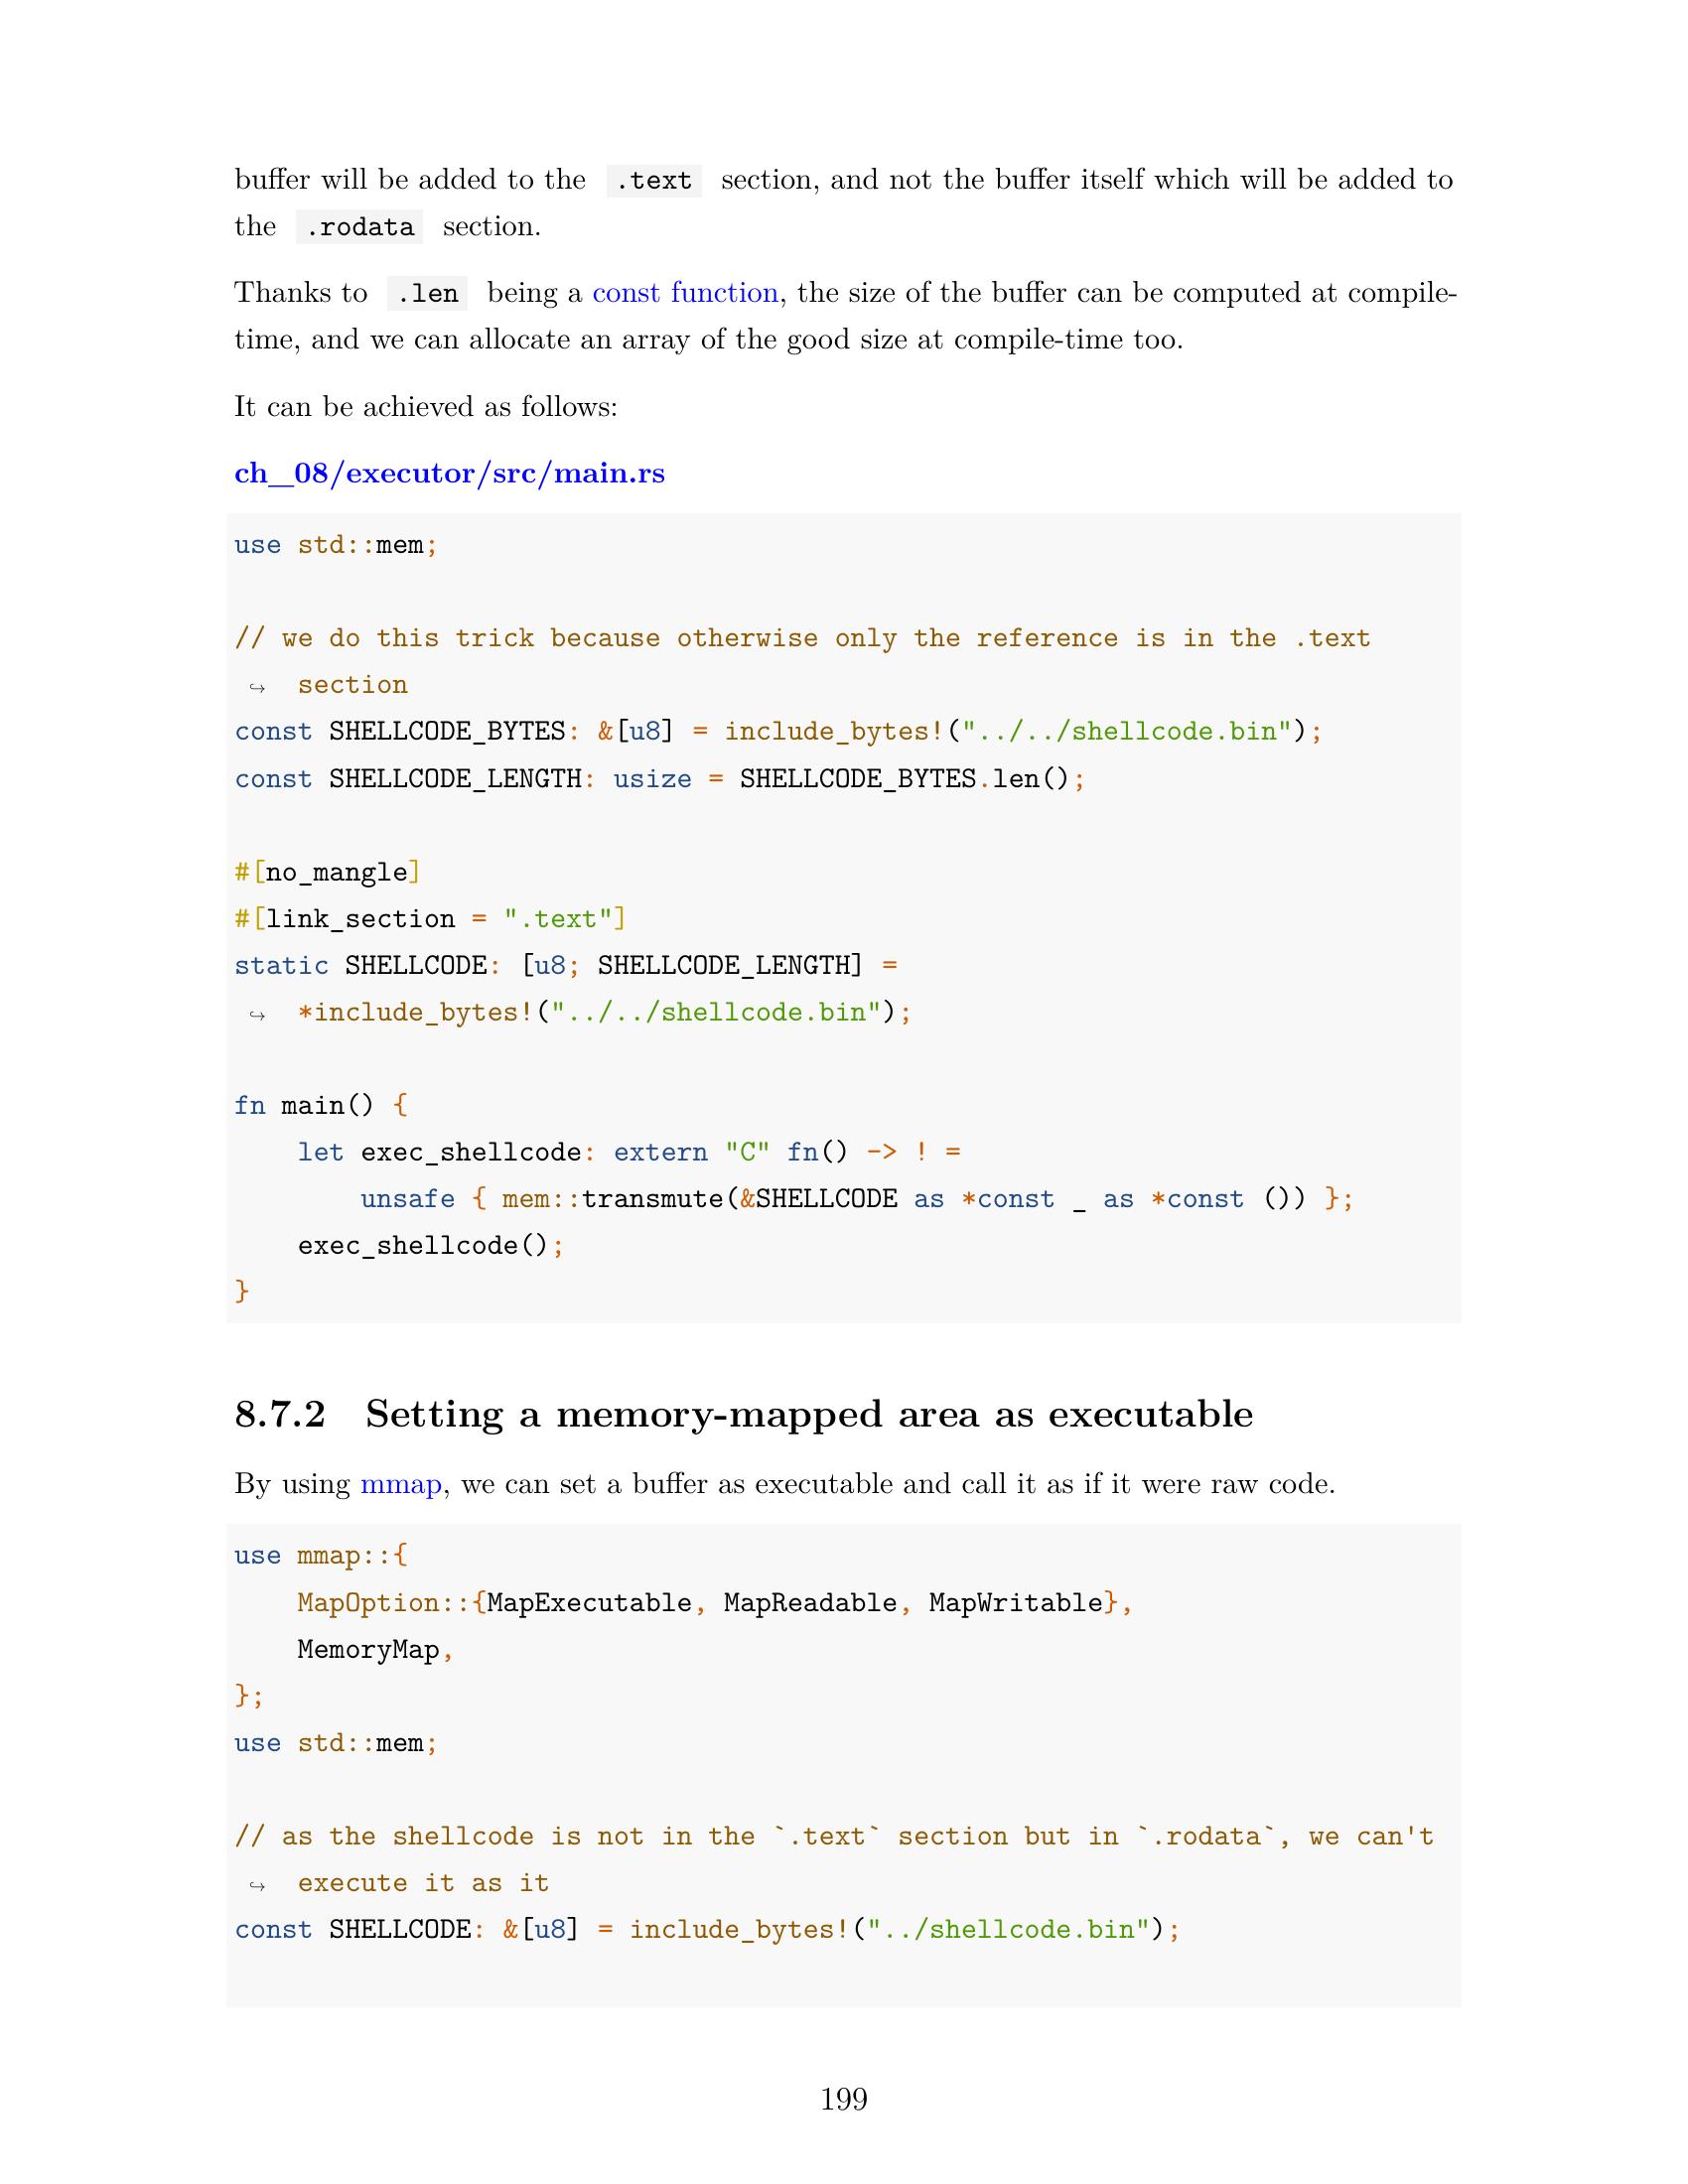 buffer will be added to the .text section, and not the buffer itself which will be added to
the .rodata section.
Thanks to .len being a const function, the size of the buffer can be computed at compile-
time, and we can allocate an array of the good size at compile-time too.
It can be achieved as follows:
ch_08/executor/src/main.rs
use std::mem;
// we do this trick because otherwise only the reference is in the .text
↪ section
const SHELLCODE_BYTES: &[u8] = include_bytes!("../../shellcode.bin");
const SHELLCODE_LENGTH: usize = SHELLCODE_BYTES.len();
#[no_mangle]
#[link_section = ".text"]
static SHELLCODE: [u8; SHELLCODE_LENGTH] =
↪ *include_bytes!("../../shellcode.bin");
fn main() {
    let exec_shellcode: extern "C" fn() -> ! =
        unsafe { mem::transmute(&SHELLCODE as *const _ as *const ()) };
    exec_shellcode();
}
8.7.2 Setting a memory-mapped area as executable
By using mmap, we can set a buffer as executable and call it as if it were raw code.
use mmap::{
    MapOption::{MapExecutable, MapReadable, MapWritable},
    MemoryMap,
};
use std::mem;
// as the shellcode is not in the `.text` section but in `.rodata`, we can't
↪ execute it as it
const SHELLCODE: &[u8] = include_bytes!("../shellcode.bin");
199